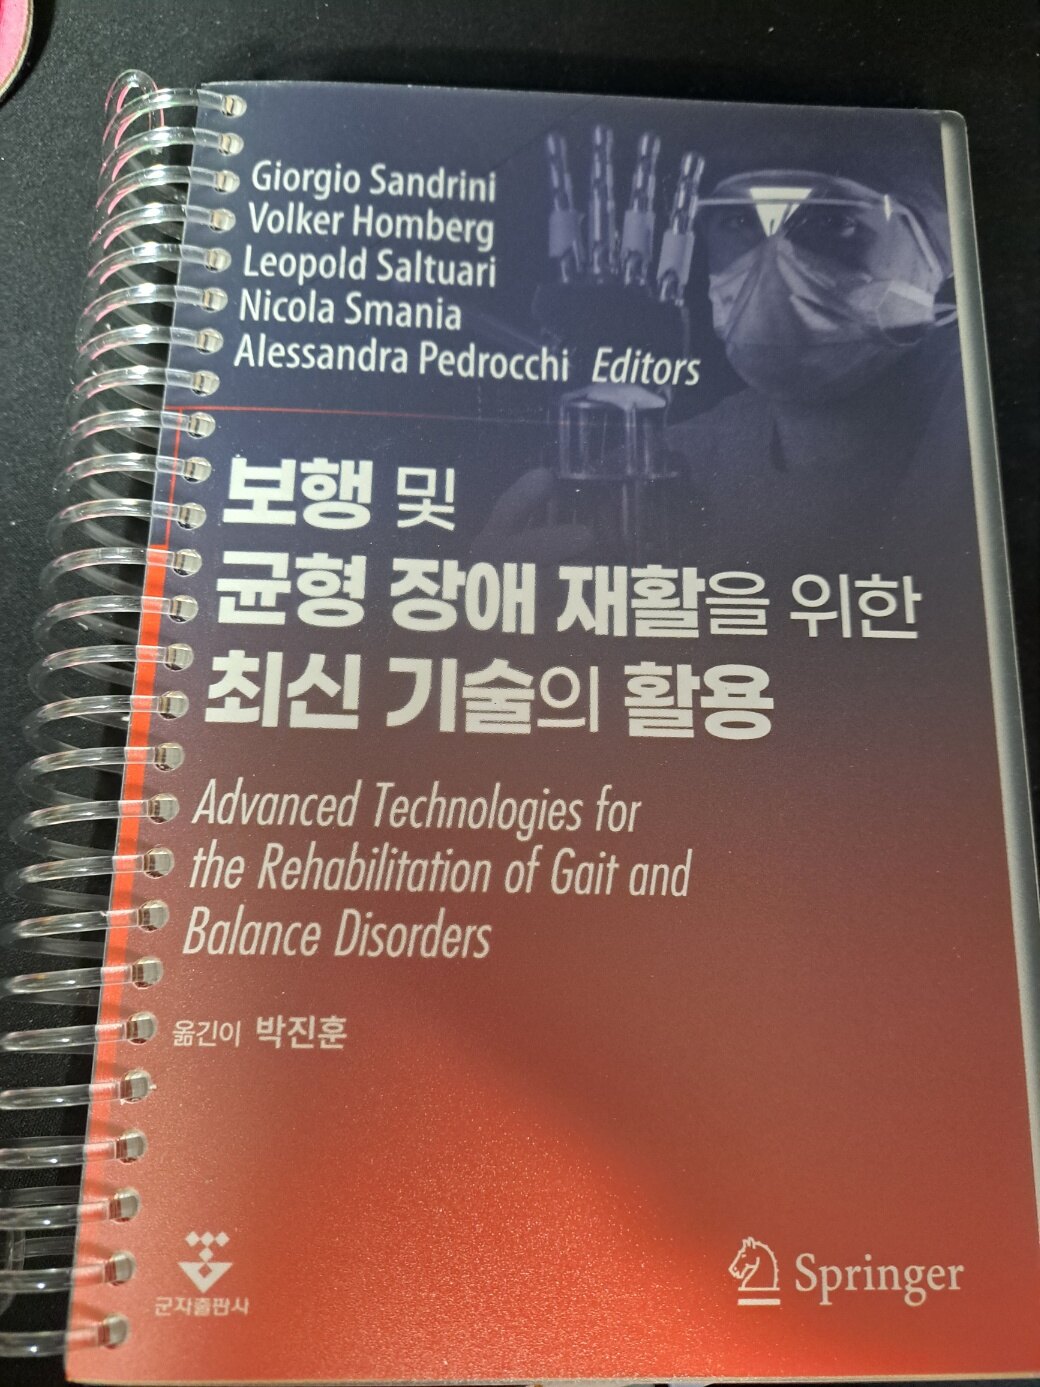 Giorgio Sandrini
Volker Homberg
Leopold Saltuari
Nicola Smania
Alessandra Pedrocchi Editors
보행 및
균형 장애 재활을 위한
최신 기술의 활용
Advanced Technologies for
the Rehabilitation of Gait and
Balance Disorders
옮긴이 박진훈
군자출판사
Springer